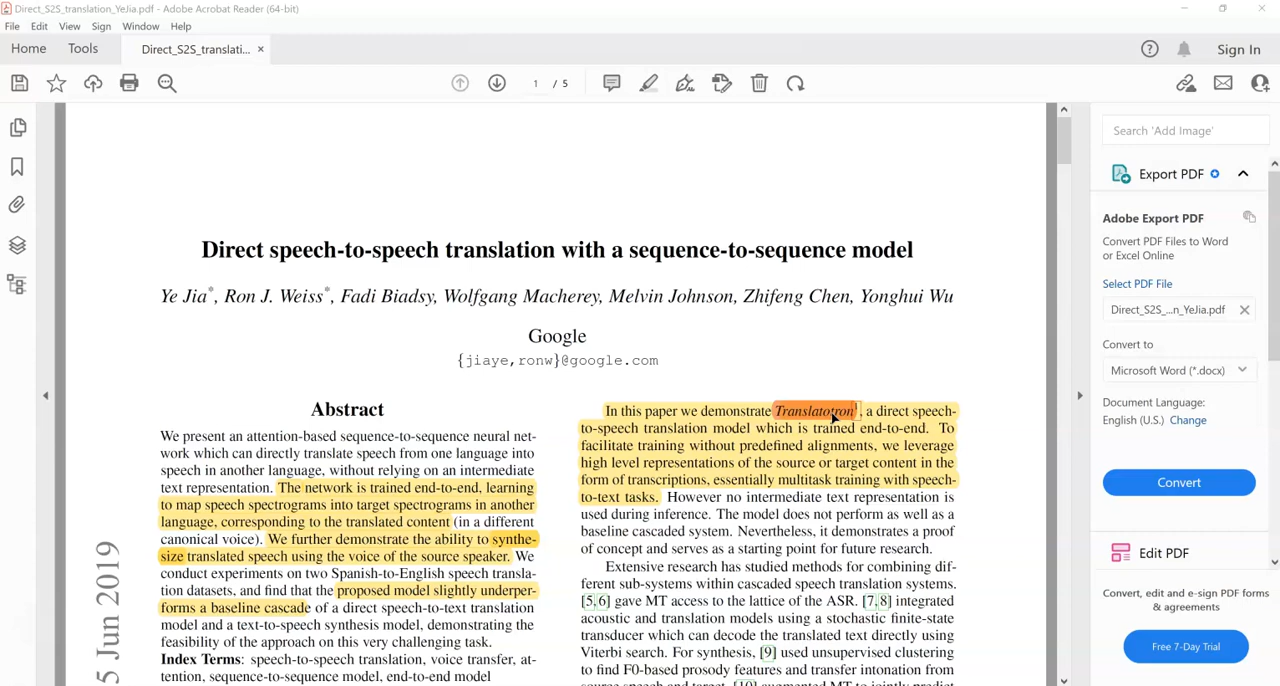 Direct_S2S_translation_YeJia.pdf - Adobe Acrobat Reader (64-bit)
File Edit View Sign Window Help
Home Tools Direct_S2S_translati... × Sign In
1 / 5
Search 'Add Image'
Export PDF
Adobe Export PDF
Convert PDF Files to Word
or Excel Online
Select PDF File
Direct_S2S_...n_YeJia.pdf
Convert to
Microsoft Word (*.docx)
Document Language:
English (U.S.) Change
Convert
Edit PDF
Convert, edit and e-sign PDF forms
& agreements
Free 7-Day Trial
5 Jun 2019
Direct speech-to-speech translation with a sequence-to-sequence model
Ye Jia*, Ron J. Weiss*, Fadi Biadsy, Wolfgang Macherey, Melvin Johnson, Zhifeng Chen, Yonghui Wu
Google
{jiaye,ronw}@google.com
Abstract
We present an attention-based sequence-to-sequence neural net-
work which can directly translate speech from one language into
speech in another language, without relying on an intermediate
text representation. The network is trained end-to-end, learning
to map speech spectrograms into target spectrograms in another
language, corresponding to the translated content (in a different
canonical voice). We further demonstrate the ability to synthe-
size translated speech using the voice of the source speaker. We
conduct experiments on two Spanish-to-English speech transla-
tion datasets, and find that the proposed model slightly underper-
forms a baseline cascade of a direct speech-to-text translation
model and a text-to-speech synthesis model, demonstrating the
feasibility of the approach on this very challenging task.
Index Terms: speech-to-speech translation, voice transfer, at-
tention, sequence-to-sequence model, end-to-end model
In this paper we demonstrate Translatotron1, a direct speech-
to-speech translation model which is trained end-to-end. To
facilitate training without predefined alignments, we leverage
high level representations of the source or target content in the
form of transcriptions, essentially multitask training with speech-
to-text tasks. However no intermediate text representation is
used during inference. The model does not perform as well as a
baseline cascaded system. Nevertheless, it demonstrates a proof
of concept and serves as a starting point for future research.
Extensive research has studied methods for combining dif-
ferent sub-systems within cascaded speech translation systems.
[5,6] gave MT access to the lattice of the ASR. [7,8] integrated
acoustic and translation models using a stochastic finite-state
transducer which can decode the translated text directly using
Viterbi search. For synthesis, [9] used unsupervised clustering
to find F0-based prosody features and transfer intonation from
source speech and target. [10] augmented MT to jointly predict